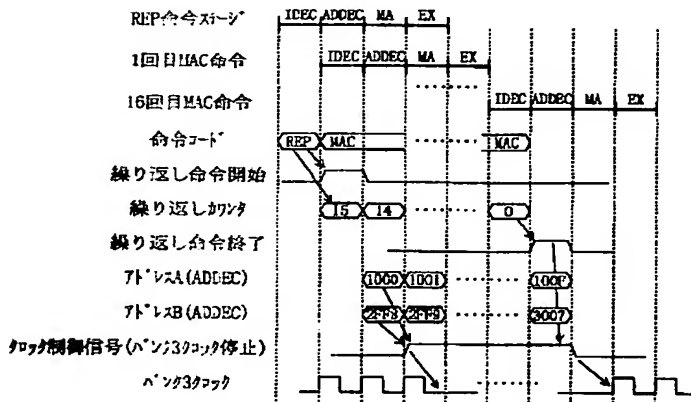 REP命令ステージ IDEC ADDEC MA EX
1回目MAC命令 IDEC ADDEC MA EX
16回目MAC命令 IDEC ADDEC MA EX
命令コード REP MAC MAC
繰り返し命令開始
繰り返しカウンタ 15 14 0
繰り返し命令終了
アドレスA(ADDEC) 1000 1001 100F
アドレスB(ADDEC) 2FF8 2FF9 3007
クロック制御信号(バンク3クロック停止)
バンク3クロック